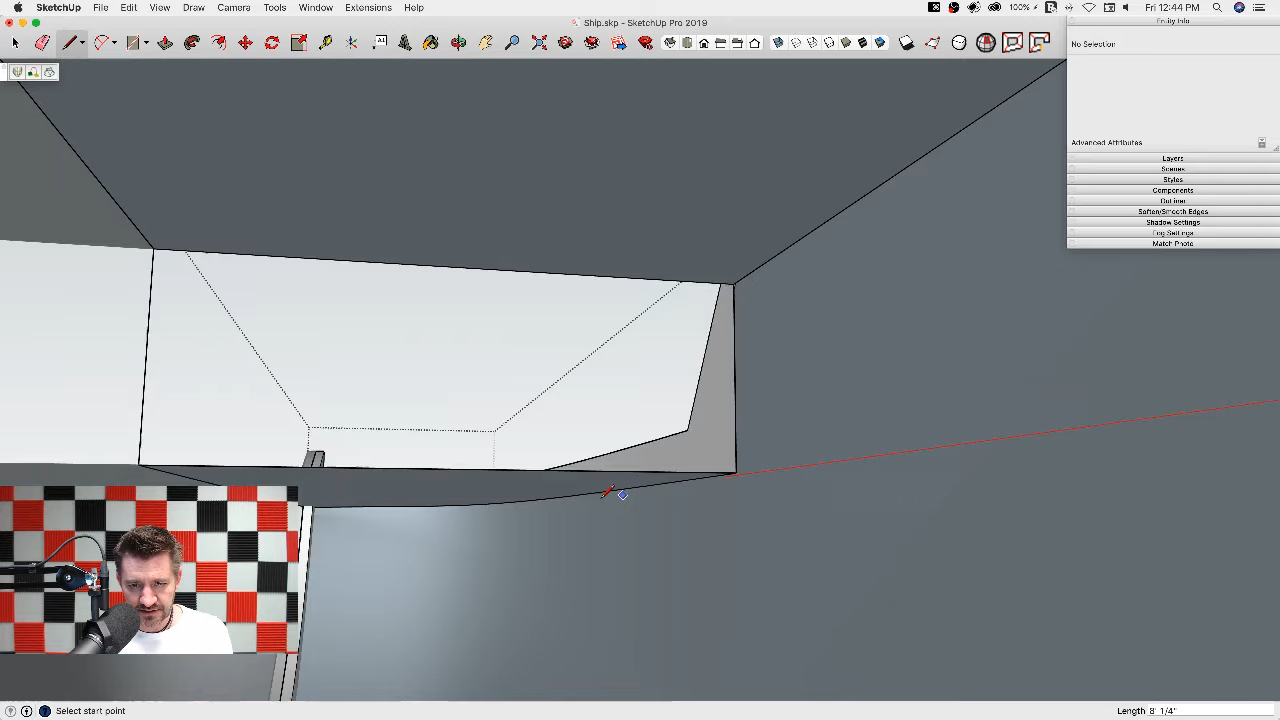 SketchUp File Edit View Draw Camera Tools Window Extensions Help 100% Fri 12:44 PM
Ship.skp - SketchUp Pro 2019
Entity Info
No Selection
Advanced Attributes
Layers
Scenes
Styles
Components
Outliner
Soften/Smooth Edges
Shadow Settings
Fog Settings
Match Photo
Select start point
Length 8' 1/4"